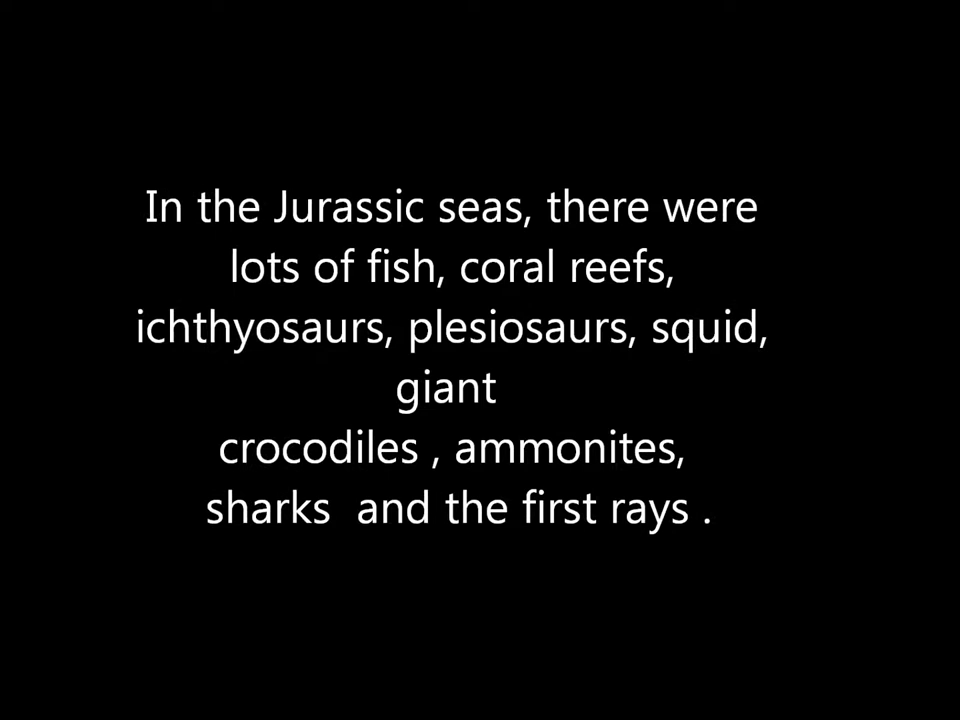 In the Jurassic seas, there were
lots of fish, coral reefs,
ichthyosaurs, plesiosaurs, squid,
giant
crocodiles , ammonites,
sharks  and the first rays .